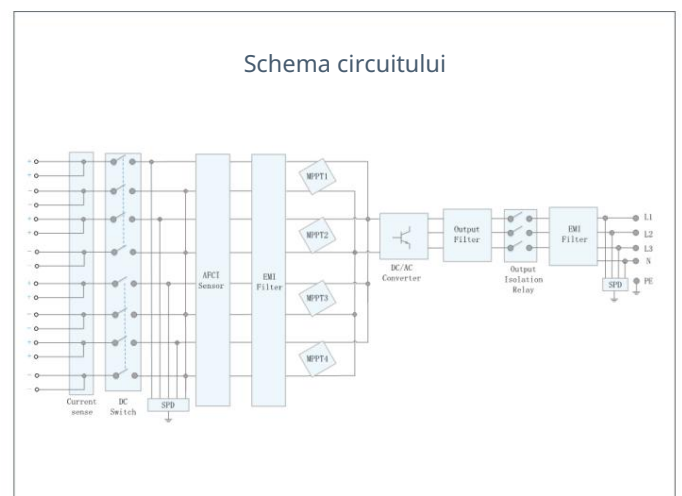 Schema circuitului
+
+
-
-
+
+
-
-
+
+
-
-
+
+
-
-
Current
sense
DC
Switch
SPD
AFCI
Sensor
EMI
Filter
MPPT1
MPPT2
MPPT3
MPPT4
DC/AC
Converter
Output
Filter
Output
Isolation
Relay
EMI
Filter
L1
L2
L3
N
PE
SPD